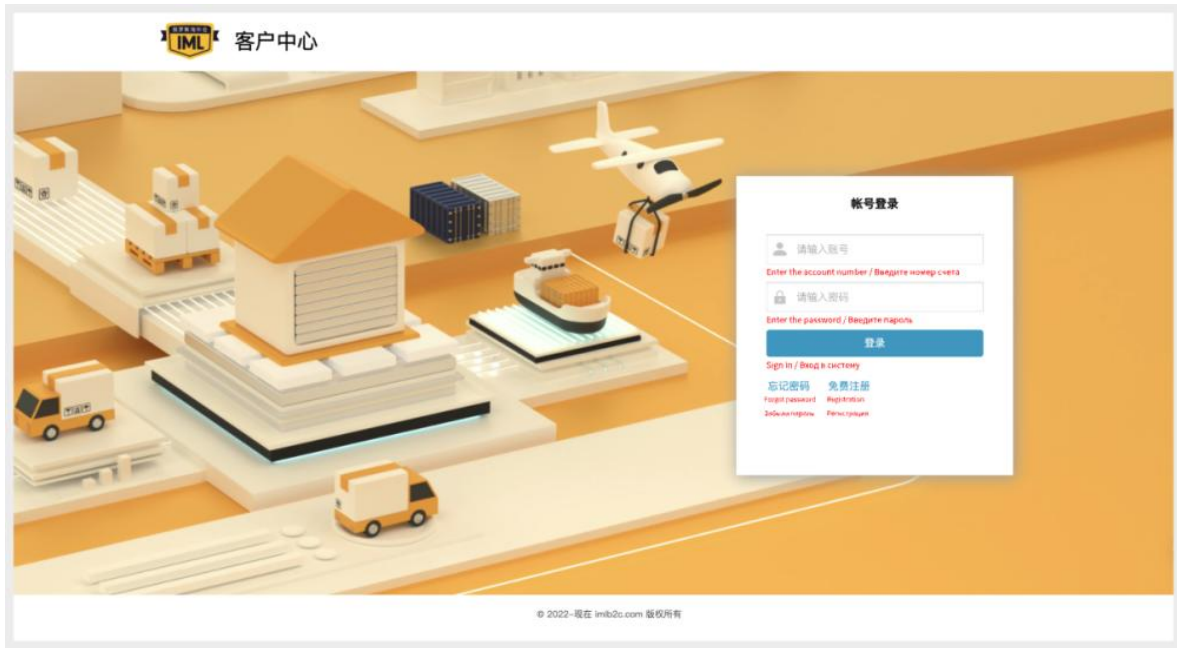 IML
客户中心
帐号登录
请输入账号
Enter the account number / Введите номер счета
请输入密码
Enter the password / Введите пароль
登录
Sign in / Вход в систему
忘记密码 免费注册
Forgot password Registration
Забыли пароль Регистрация
© 2022-现在 imlb2c.com 版权所有